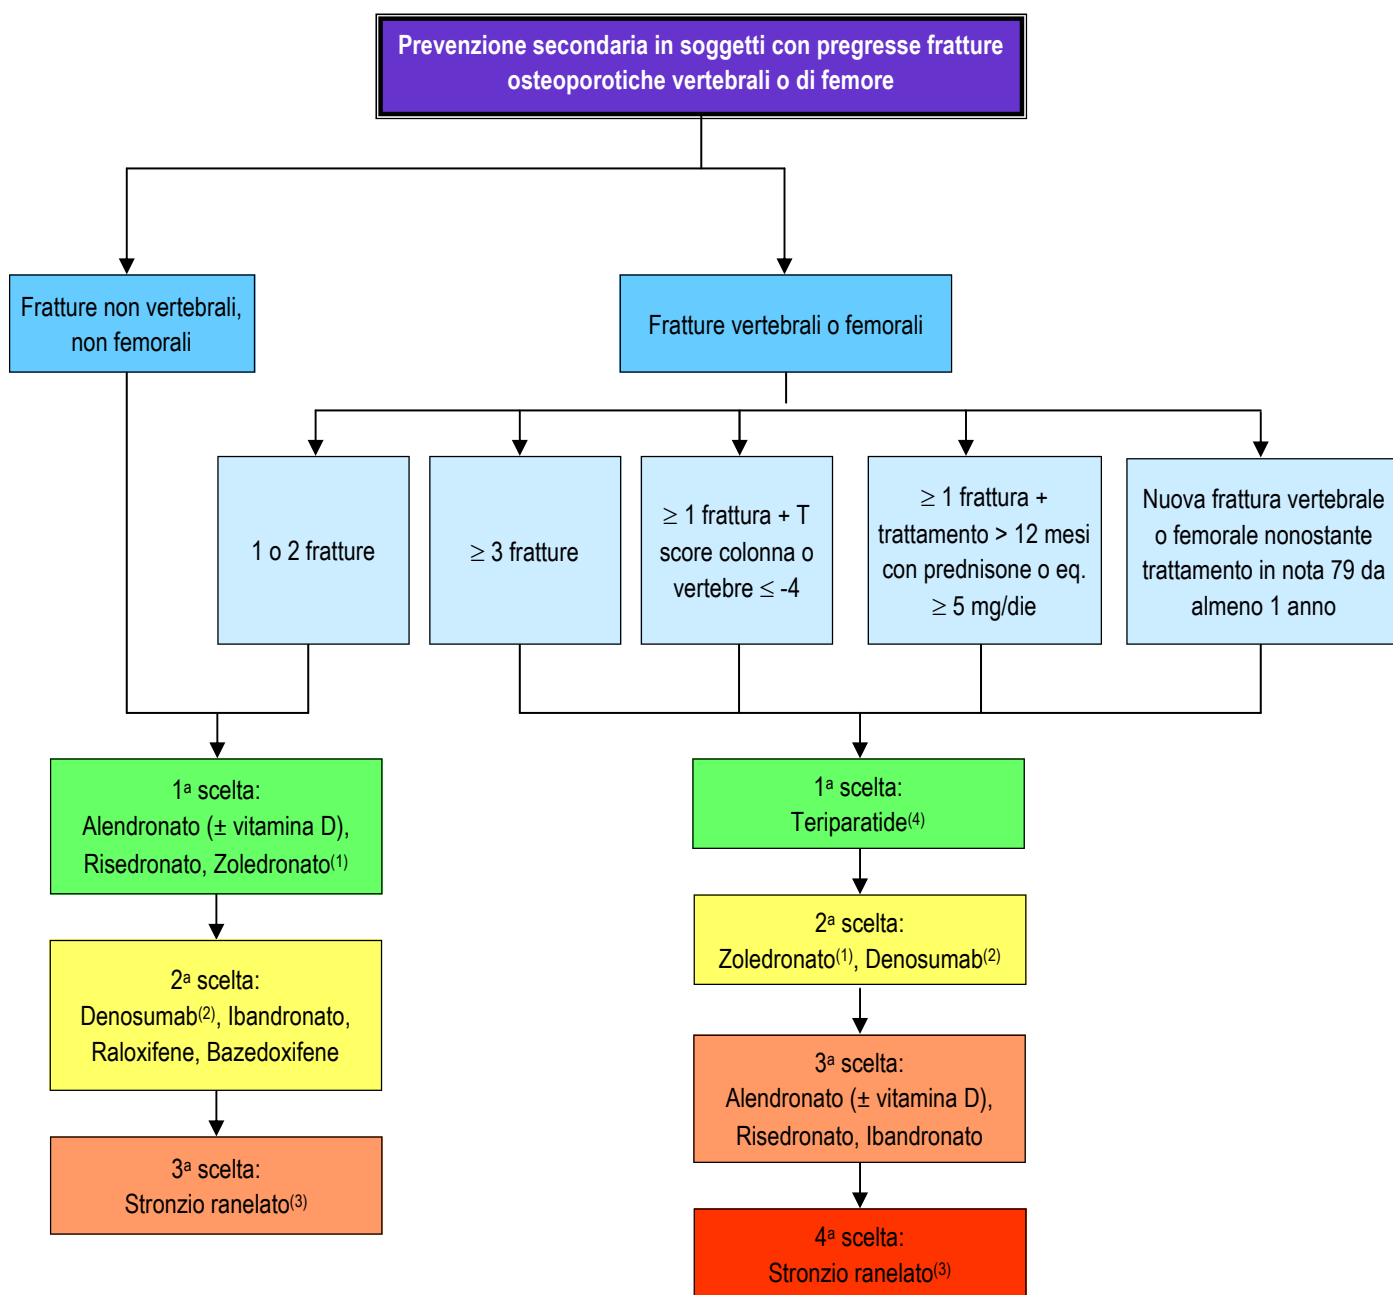 Prevenzione secondaria in soggetti con pregresse fratture
osteoporotiche vertebrali o di femore
Fratture non vertebrali,
non femorali
Fratture vertebrali o femorali
1 o 2 fratture
≥ 3 fratture
≥ 1 frattura + T
score colonna o
vertebre ≤ -4
≥ 1 frattura +
trattamento > 12 mesi
con prednisone o eq.
≥ 5 mg/die
Nuova frattura vertebrale
o femorale nonostante
trattamento in nota 79 da
almeno 1 anno
1ª scelta:
Alendronato (± vitamina D),
Risedronato, Zoledronato(1)
2ª scelta:
Denosumab(2), Ibandronato,
Raloxifene, Bazedoxifene
3ª scelta:
Stronzio ranelato(3)
1ª scelta:
Teriparatide(4)
2ª scelta:
Zoledronato(1), Denosumab(2)
3ª scelta:
Alendronato (± vitamina D),
Risedronato, Ibandronato
4ª scelta:
Stronzio ranelato(3)